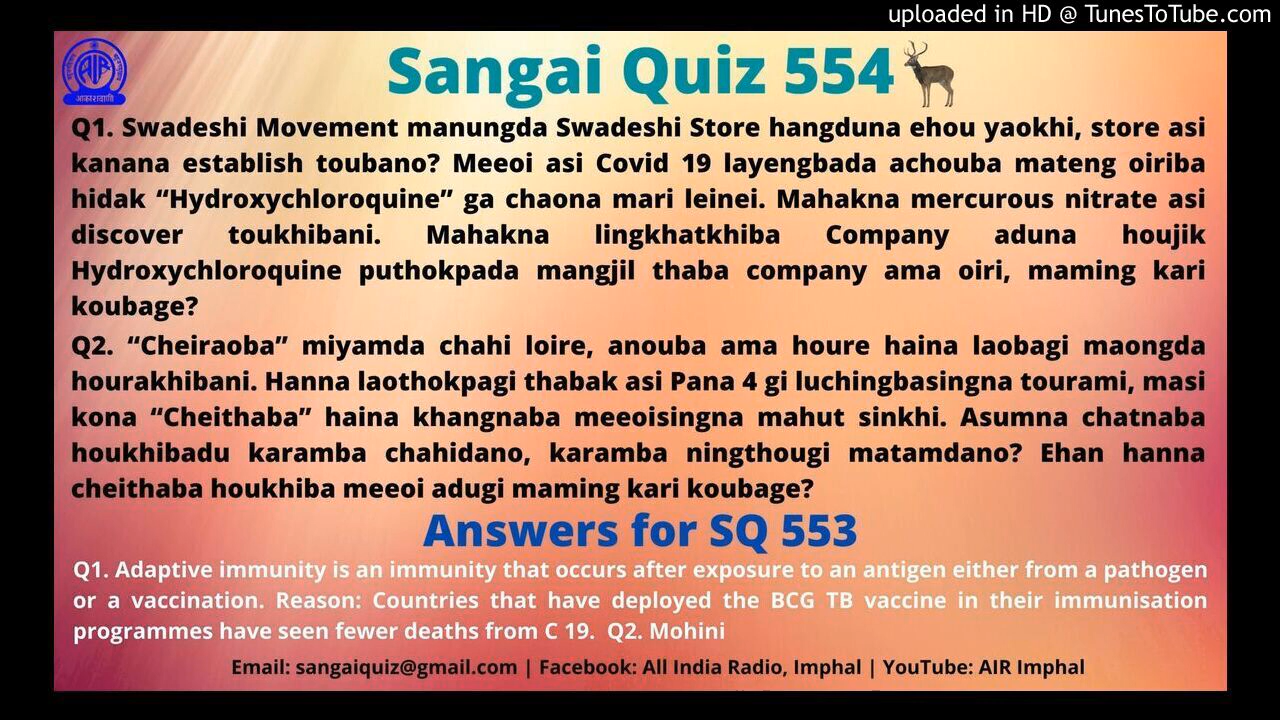 uploaded in HD @ TunesToTube.com
Sangai Quiz 554
AIR
आकाशवाणी
Q1. Swadeshi Movement manungda Swadeshi Store hangduna ehou yaokhi, store asi
kanana establish toubano? Meeoi asi Covid 19 layengbada achouba mateng oiriba
hidak “Hydroxychloroquine” ga chaona mari leinei. Mahakna mercurous nitrate asi
discover toukhibani. Mahakna lingkhatkhiba Company aduna houjik
Hydroxychloroquine puthokpada mangjil thaba company ama oiri, maming kari
koubage?
Q2. “Cheiraoba” miyamda chahi loire, anouba ama houre haina laobagi maongda
hourakhibani. Hanna laothokpagi thabak asi Pana 4 gi luchingbasingna tourami, masi
kona “Cheithaba” haina khangnaba meeoisingna mahut sinkhi. Asumna chatnaba
houkhibadu karamba chahidano, karamba ningthougi matamdano? Ehan hanna
cheithaba houkhiba meeoi adugi maming kari koubage?
Answers for SQ 553
Q1. Adaptive immunity is an immunity that occurs after exposure to an antigen either from a pathogen
or a vaccination. Reason: Countries that have deployed the BCG TB vaccine in their immunisation
programmes have seen fewer deaths from C 19.  Q2. Mohini
Email: sangaiquiz@gmail.com | Facebook: All India Radio, Imphal | YouTube: AIR Imphal